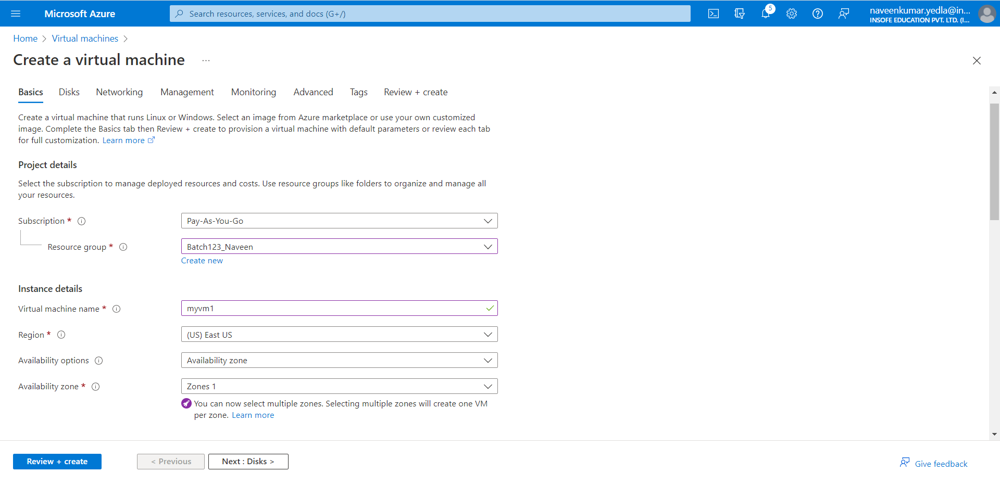 Microsoft Azure
Search resources, services, and docs (G+/)
5
naveenkumar.yedla@in...
INSOFE EDUCATION PVT. LTD. (I...
Home > Virtual machines >
Create a virtual machine ...
Basics Disks Networking Management Monitoring Advanced Tags Review + create
Create a virtual machine that runs Linux or Windows. Select an image from Azure marketplace or use your own customized
image. Complete the Basics tab then Review + create to provision a virtual machine with default parameters or review each tab
for full customization. Learn more
Project details
Select the subscription to manage deployed resources and costs. Use resource groups like folders to organize and manage all
your resources.
Subscription * Pay-As-You-Go
Resource group * Batch123_Naveen
Create new
Instance details
Virtual machine name * myvm1
Region * (US) East US
Availability options Availability zone
Availability zone * Zones 1
You can now select multiple zones. Selecting multiple zones will create one VM
per zone. Learn more
Review + create < Previous Next : Disks > Give feedback